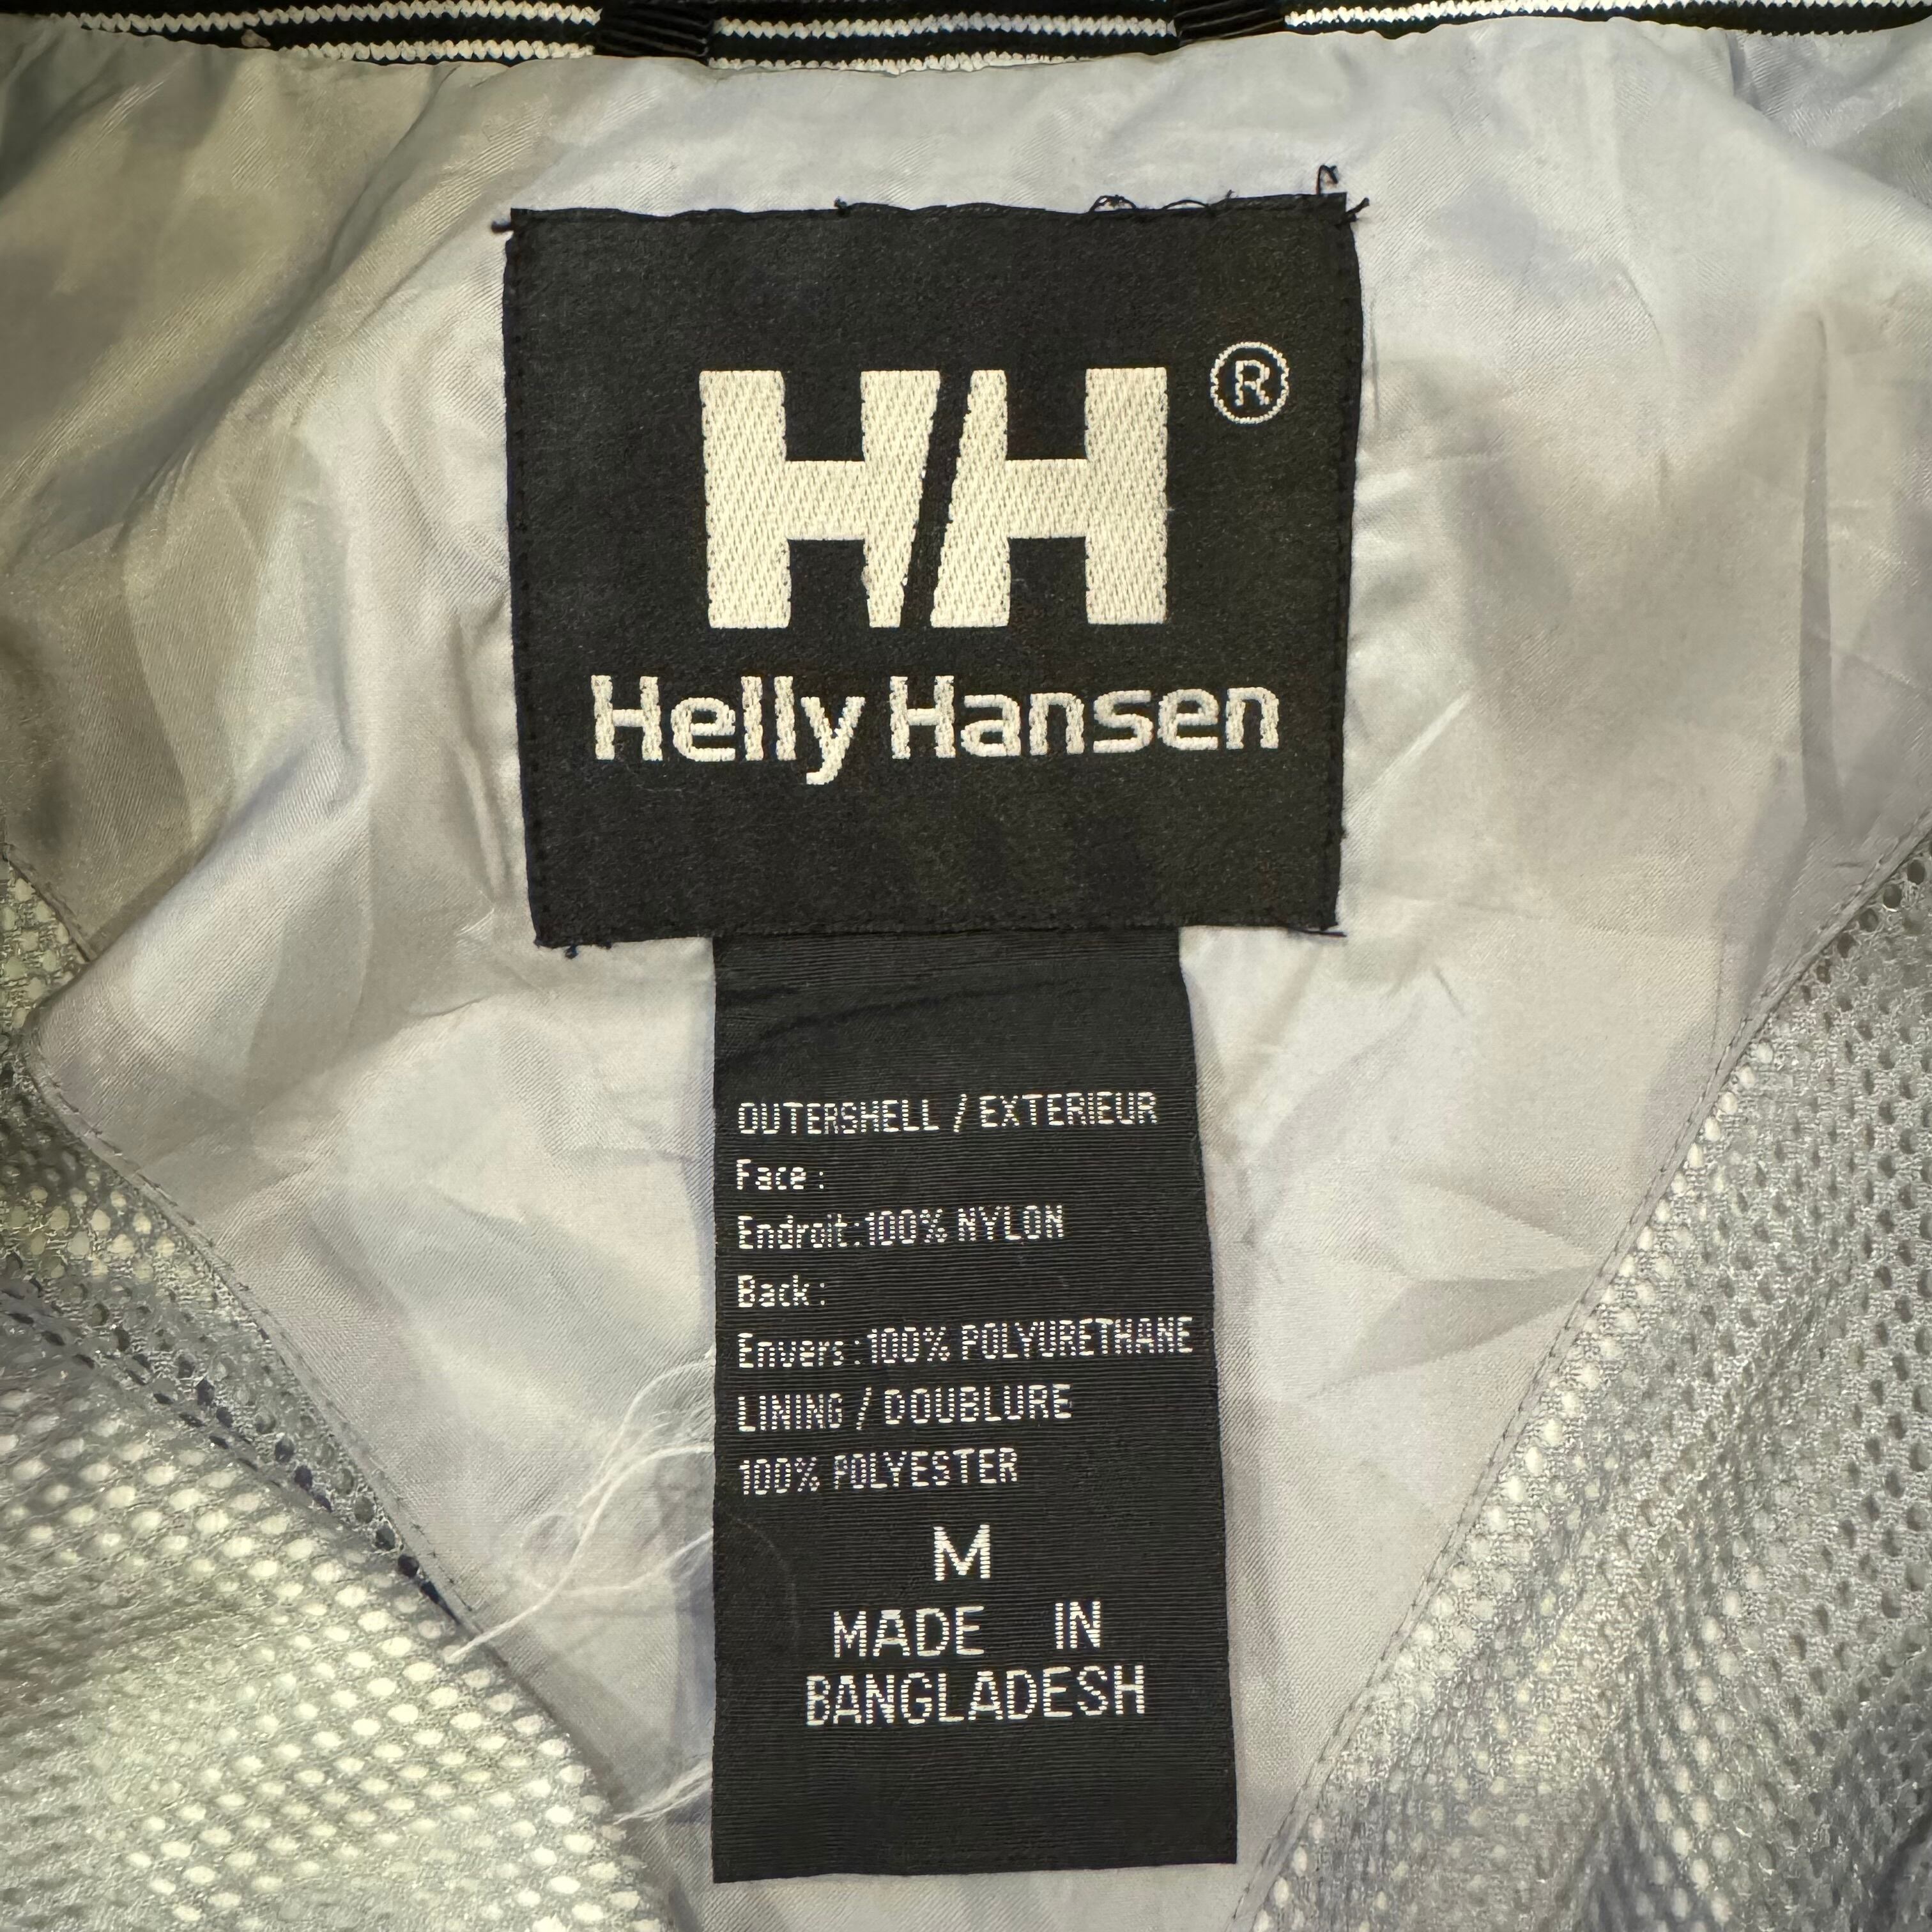 HH ®
Helly Hansen
OUTERSHELL / EXTERIEUR
Face :
Endroit:100% NYLON
Back :
Envers:100% POLYURETHANE
LINING / DOUBLURE
100% POLYESTER
M
MADE IN
BANGLADESH